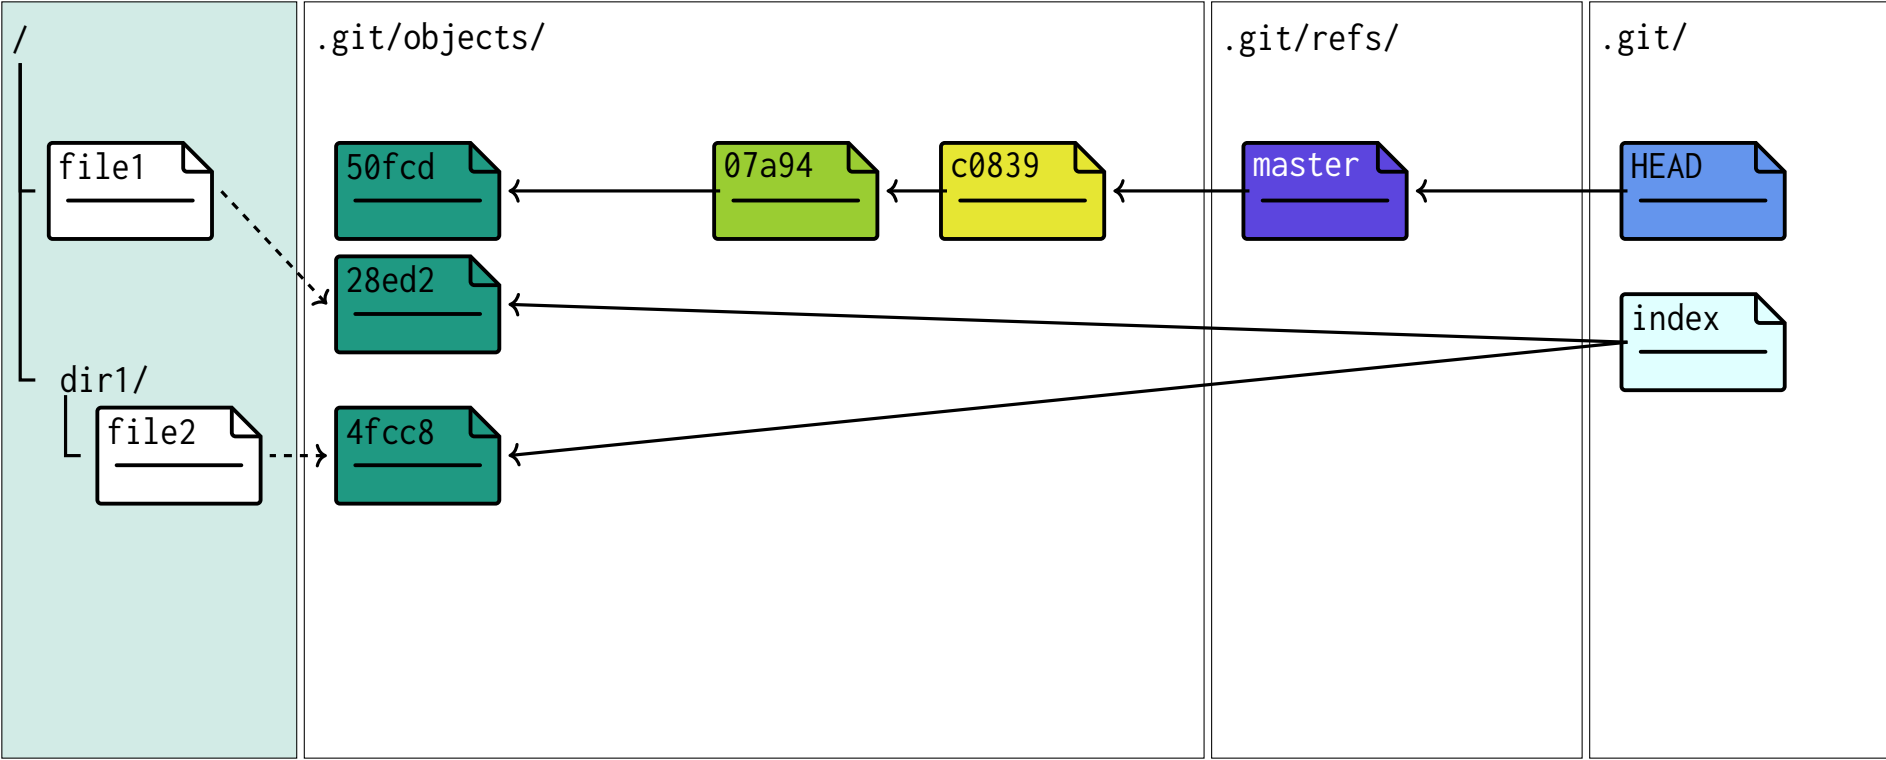 /
.git/objects/
.git/refs/
.git/
file1
50fcd
07a94
c0839
master
HEAD
28ed2
index
dir1/
file2
4fcc8